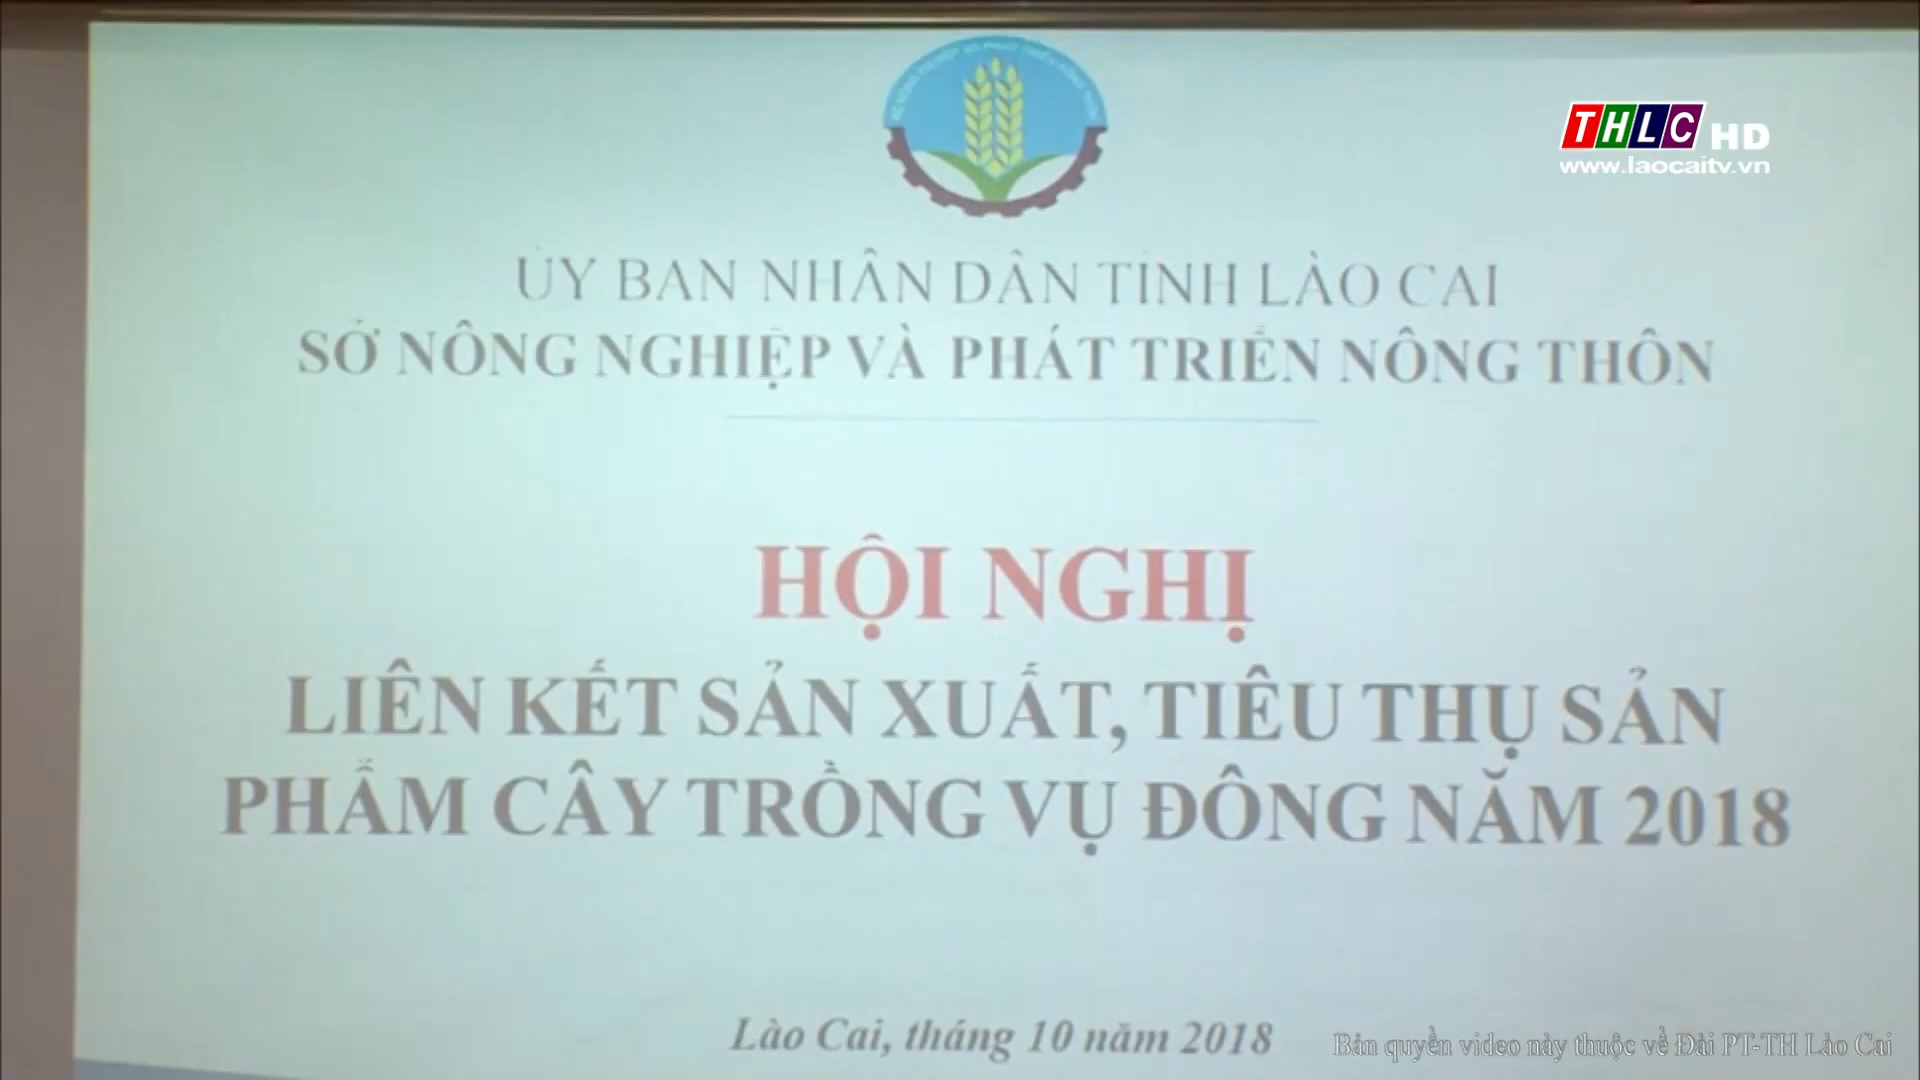 THLC HD
www.laocaitv.vn
ỦY BAN NHÂN DÂN TỈNH LÀO CAI
SỞ NÔNG NGHIỆP VÀ PHÁT TRIỂN NÔNG THÔN
HỘI NGHỊ
LIÊN KẾT SẢN XUẤT, TIÊU THỤ SẢN
PHẨM CÂY TRỒNG VỤ ĐÔNG NĂM 2018
Lào Cai, tháng 10 năm 2018
Bản quyền video này thuộc về Đài PT-TH Lào Cai